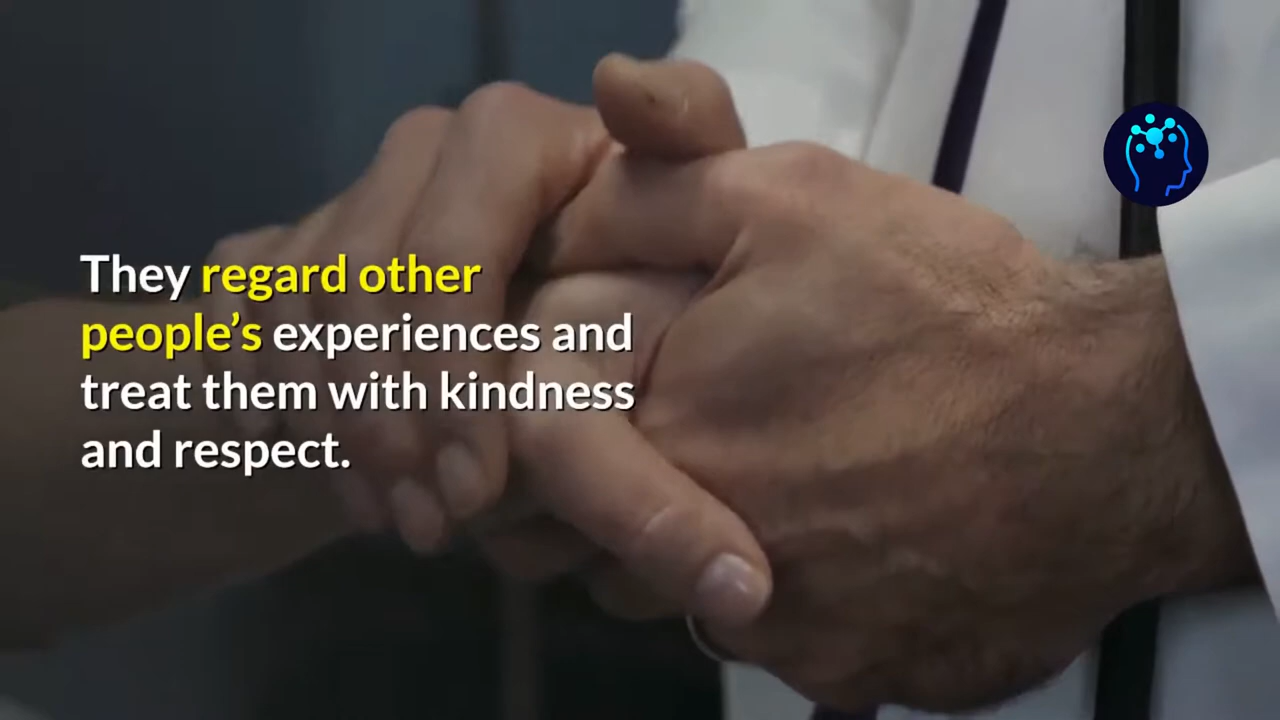 They regard other
people’s experiences and
treat them with kindness
and respect.